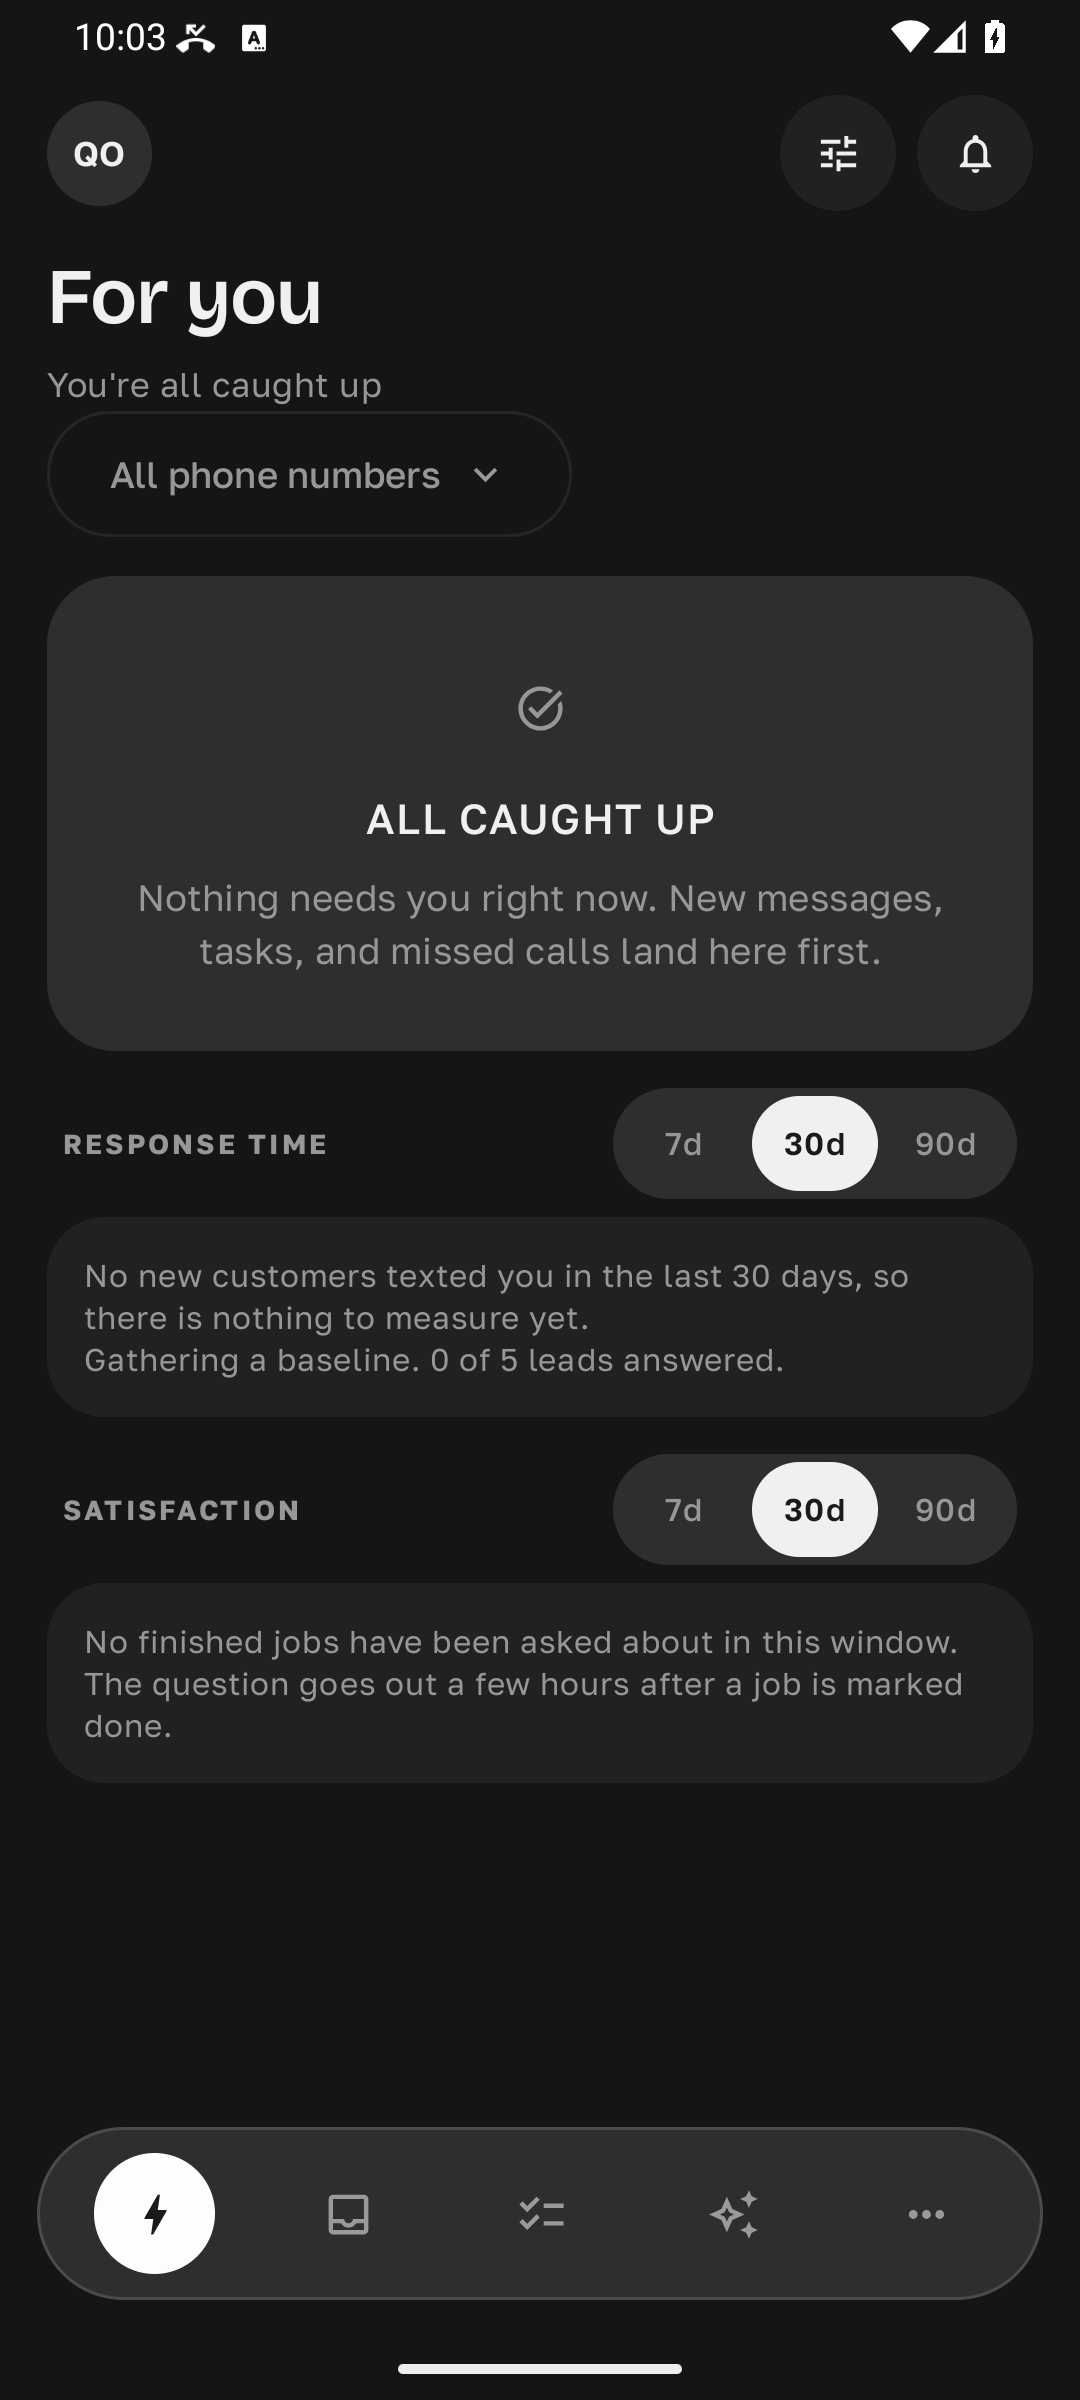 10:03
QO
For you
You're all caught up
All phone numbers
ALL CAUGHT UP
Nothing needs you right now. New messages,
tasks, and missed calls land here first.
RESPONSE TIME
7d 30d 90d
No new customers texted you in the last 30 days, so
there is nothing to measure yet.
Gathering a baseline. 0 of 5 leads answered.
SATISFACTION
7d 30d 90d
No finished jobs have been asked about in this window.
The question goes out a few hours after a job is marked
done.